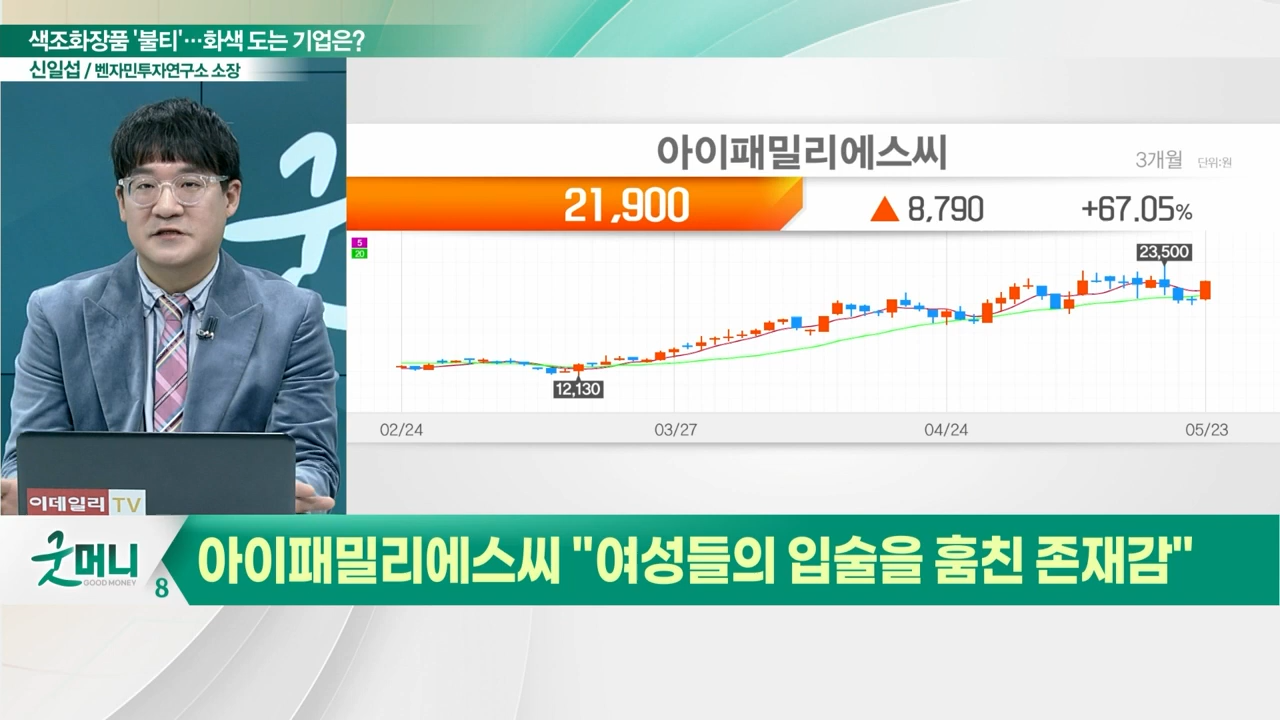 색조화장품 '불티'…화색 도는 기업은?
신일섭 / 벤자민투자연구소 소장
아이패밀리에스씨
3개월 단위:원
21,900 ▲ 8,790 +67.05%
5
20
23,500
12,130
02/24 03/27 04/24 05/23
이데일리 TV
굿머니
GOOD MONEY
8
아이패밀리에스씨 "여성들의 입술을 훔친 존재감"